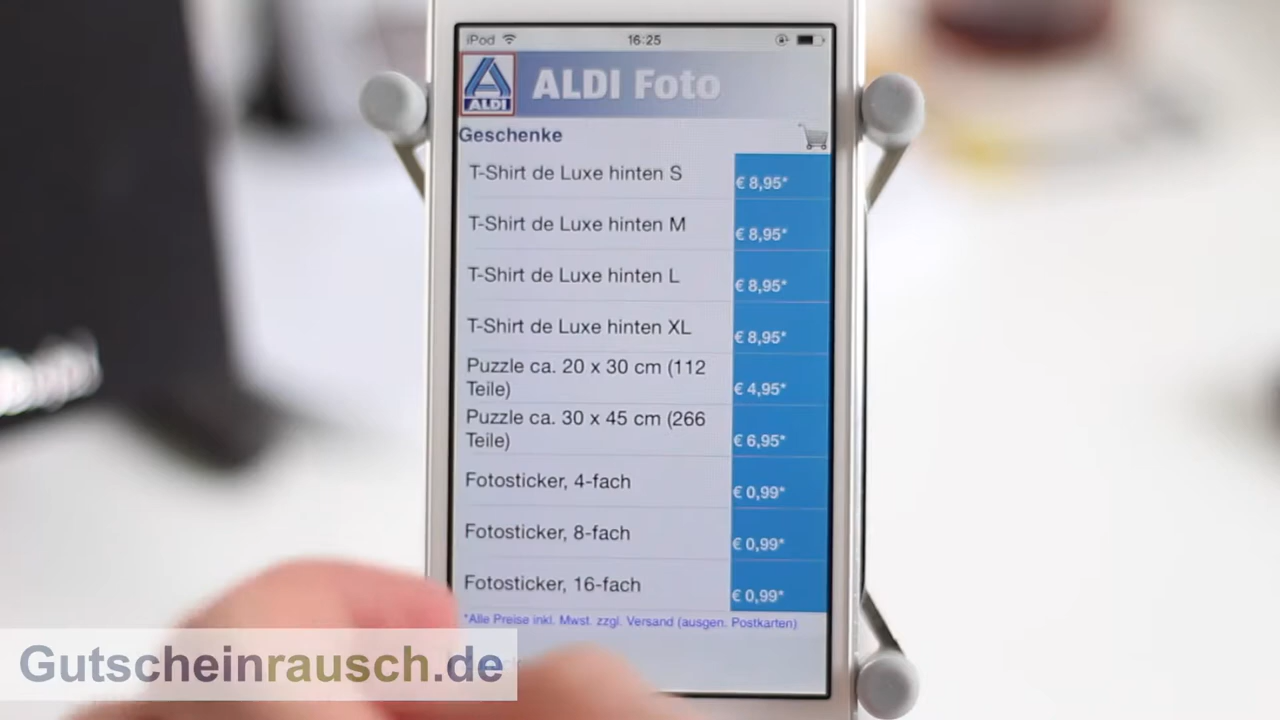 iPod 16:25
ALDI
ALDI Foto
Geschenke
T-Shirt de Luxe hinten S € 8,95*
T-Shirt de Luxe hinten M € 8,95*
T-Shirt de Luxe hinten L € 8,95*
T-Shirt de Luxe hinten XL € 8,95*
Puzzle ca. 20 x 30 cm (112
Teile) € 4,95*
Puzzle ca. 30 x 45 cm (266
Teile) € 6,95*
Fotosticker, 4-fach € 0,99*
Fotosticker, 8-fach € 0,99*
Fotosticker, 16-fach € 0,99*
*Alle Preise inkl. Mwst. zzgl. Versand (ausgen. Postkarten)
Gutscheinrausch.de